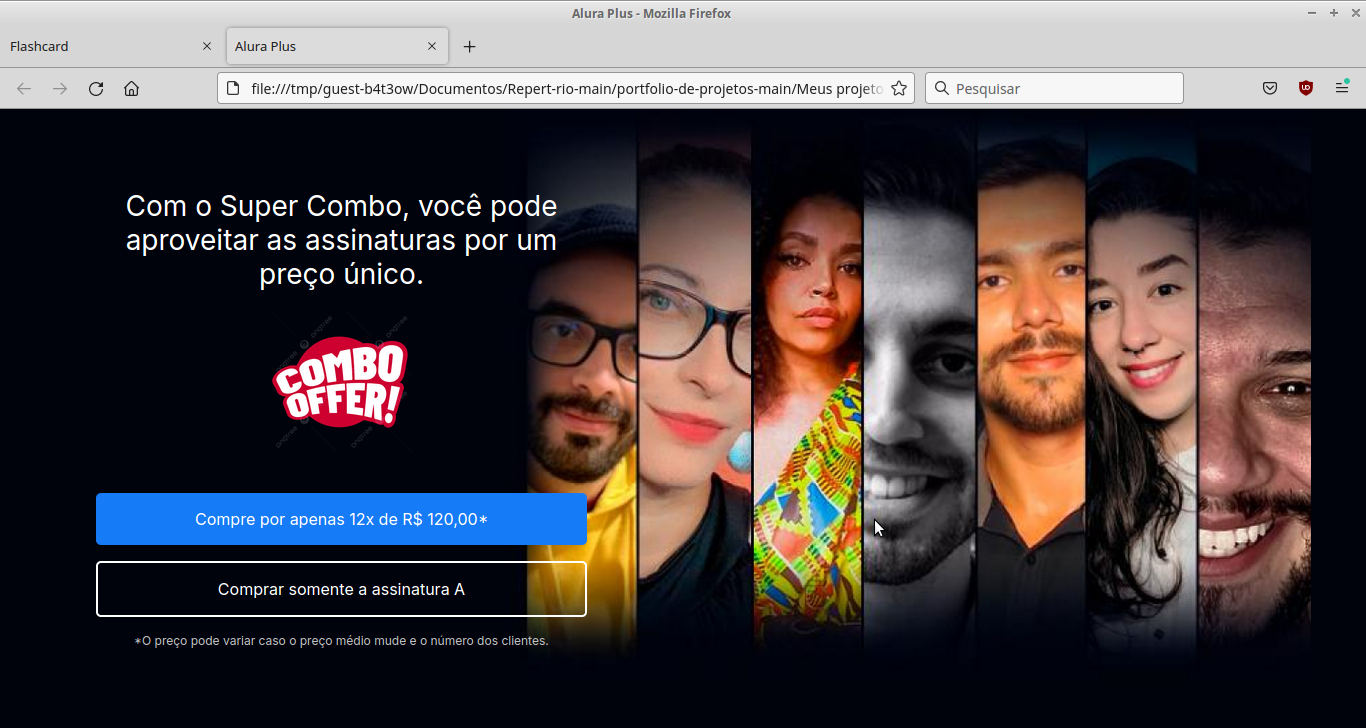 Alura Plus - Mozilla Firefox
Flashcard
Alura Plus
file:///tmp/guest-b4t3ow/Documentos/Repert-rio-main/portfolio-de-projetos-main/Meus projeto
Pesquisar
Com o Super Combo, você pode
aproveitar as assinaturas por um
preço único.
COMBO
OFFER!
Compre por apenas 12x de R$ 120,00*
Comprar somente a assinatura A
*O preço pode variar caso o preço médio mude e o número dos clientes.